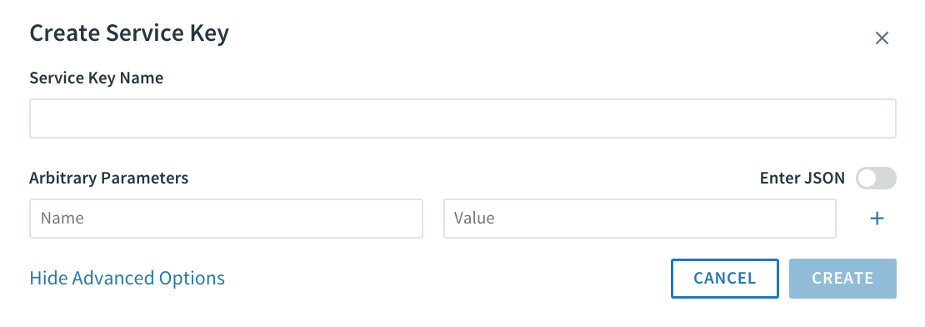 Create Service Key
Service Key Name
Arbitrary Parameters Enter JSON
Name Value
Hide Advanced Options CANCEL CREATE